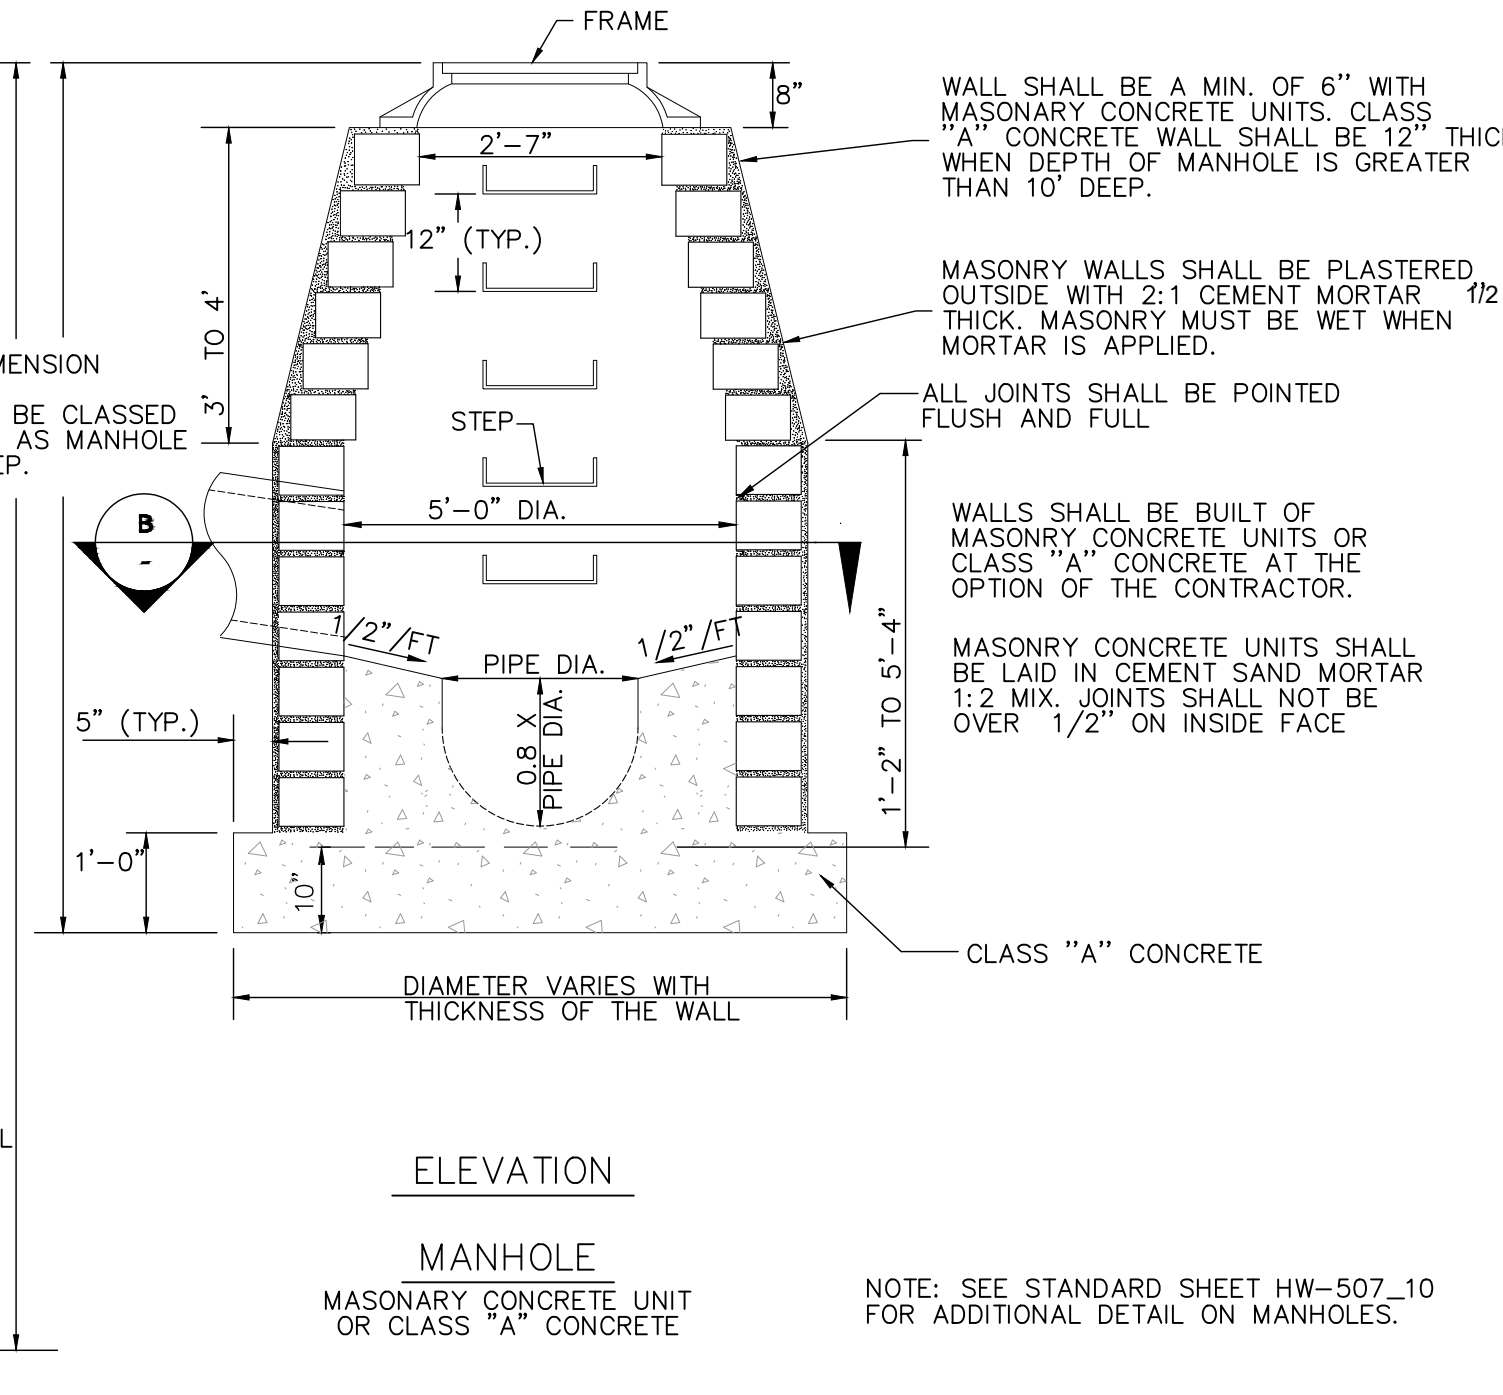 FRAME
8"
2'-7"
WALL SHALL BE A MIN. OF 6" WITH
MASONARY CONCRETE UNITS. CLASS
"A" CONCRETE WALL SHALL BE 12"
WHEN DEPTH OF MANHOLE IS GREATER
THAN 10' DEEP.
12" (TYP.)
3' TO 4'
MASONRY WALLS SHALL BE PLASTERED
OUTSIDE WITH 2:1 CEMENT MORTAR 1/2"
THICK. MASONRY MUST BE WET WHEN
MORTAR IS APPLIED.
BE CLASSED
AS MANHOLE
STEP
ALL JOINTS SHALL BE POINTED
FLUSH AND FULL
B
-
5'-0" DIA.
WALLS SHALL BE BUILT OF
MASONRY CONCRETE UNITS OR
CLASS "A" CONCRETE AT THE
OPTION OF THE CONTRACTOR.
1/2"/FT
1/2"/FT
PIPE DIA.
0.8 X
PIPE DIA.
1'-2" TO 5'-4"
MASONRY CONCRETE UNITS SHALL
BE LAID IN CEMENT SAND MORTAR
1:2 MIX. JOINTS SHALL NOT BE
OVER 1/2" ON INSIDE FACE
5" (TYP.)
1'-0"
10"
CLASS "A" CONCRETE
DIAMETER VARIES WITH
THICKNESS OF THE WALL
ELEVATION
MANHOLE
MASONARY CONCRETE UNIT
OR CLASS "A" CONCRETE
NOTE: SEE STANDARD SHEET HW-507_10
FOR ADDITIONAL DETAIL ON MANHOLES.